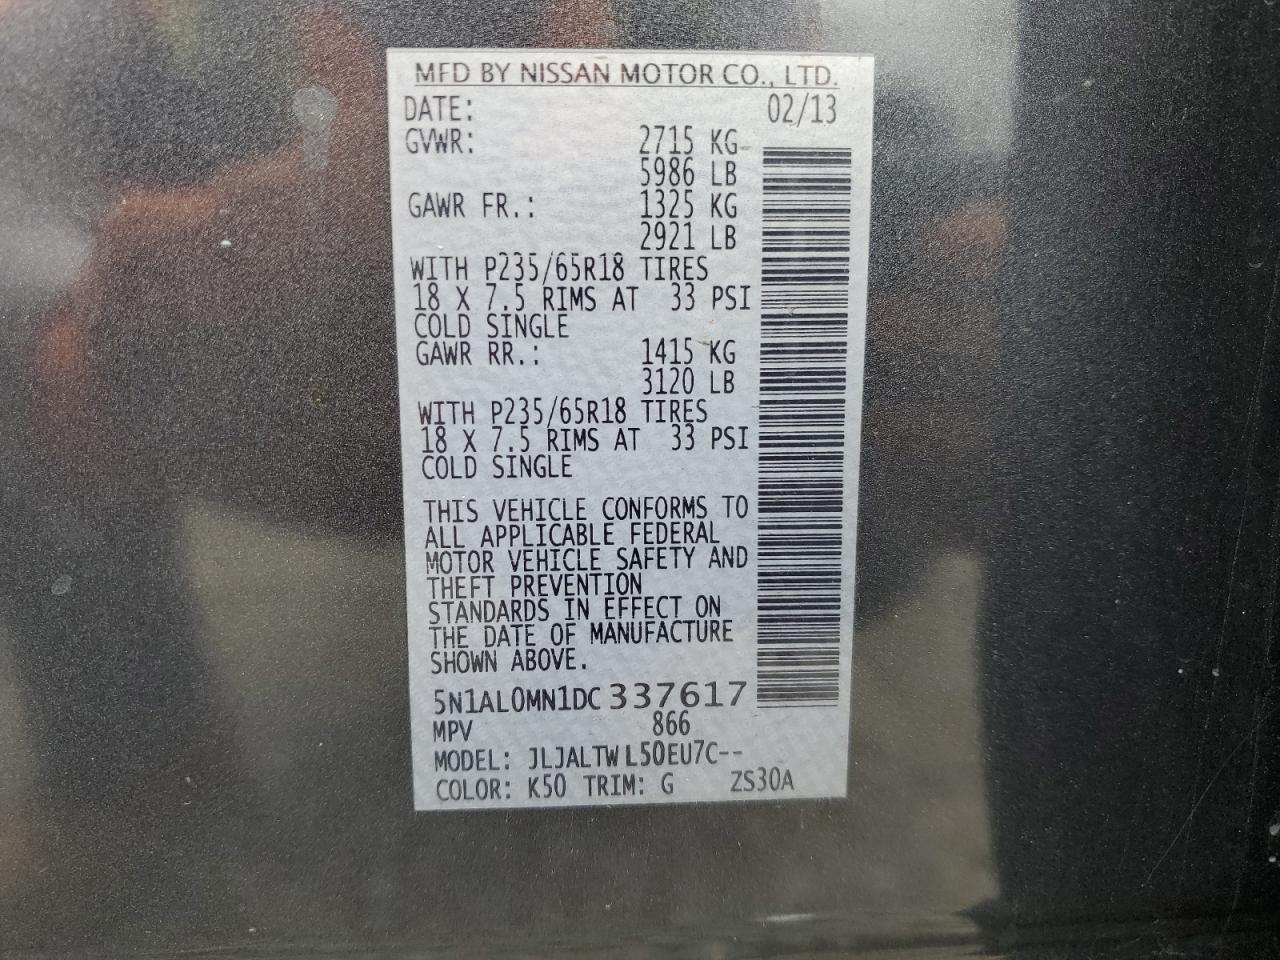 MFD BY NISSAN MOTOR CO., LTD.
DATE: 02/13
GVWR: 2715 KG
5986 LB
GAWR FR.: 1325 KG
2921 LB
WITH P235/65R18 TIRES
18 X 7.5 RIMS AT 33 PSI
COLD SINGLE
GAWR RR.: 1415 KG
3120 LB
WITH P235/65R18 TIRES
18 X 7.5 RIMS AT 33 PSI
COLD SINGLE
THIS VEHICLE CONFORMS TO
ALL APPLICABLE FEDERAL
MOTOR VEHICLE SAFETY AND
THEFT PREVENTION
STANDARDS IN EFFECT ON
THE DATE OF MANUFACTURE
SHOWN ABOVE.
5N1AL0MN1DC337617
MPV 866
MODEL: JLJALTWL50EU7C--
COLOR: K50 TRIM: G ZS30A